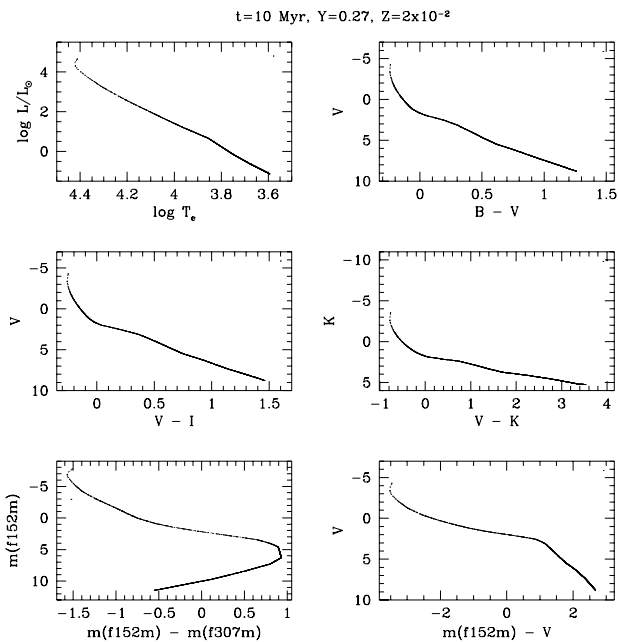 t=10 Myr, Y=0.27, Z=2x10⁻²
log L/L☉
4
2
0
4.4 4.2 4 3.8 3.6
log Tₑ
V
−5
0
5
10
0 0.5 1 1.5
B − V
V
−5
0
5
10
0 0.5 1 1.5
V − I
K
−10
−5
0
5
−1 0 1 2 3 4
V − K
m(f152m)
−5
0
5
10
−1.5 −1 −0.5 0 0.5 1
m(f152m) − m(f307m)
V
−5
0
5
10
−2 0 2
m(f152m) − V